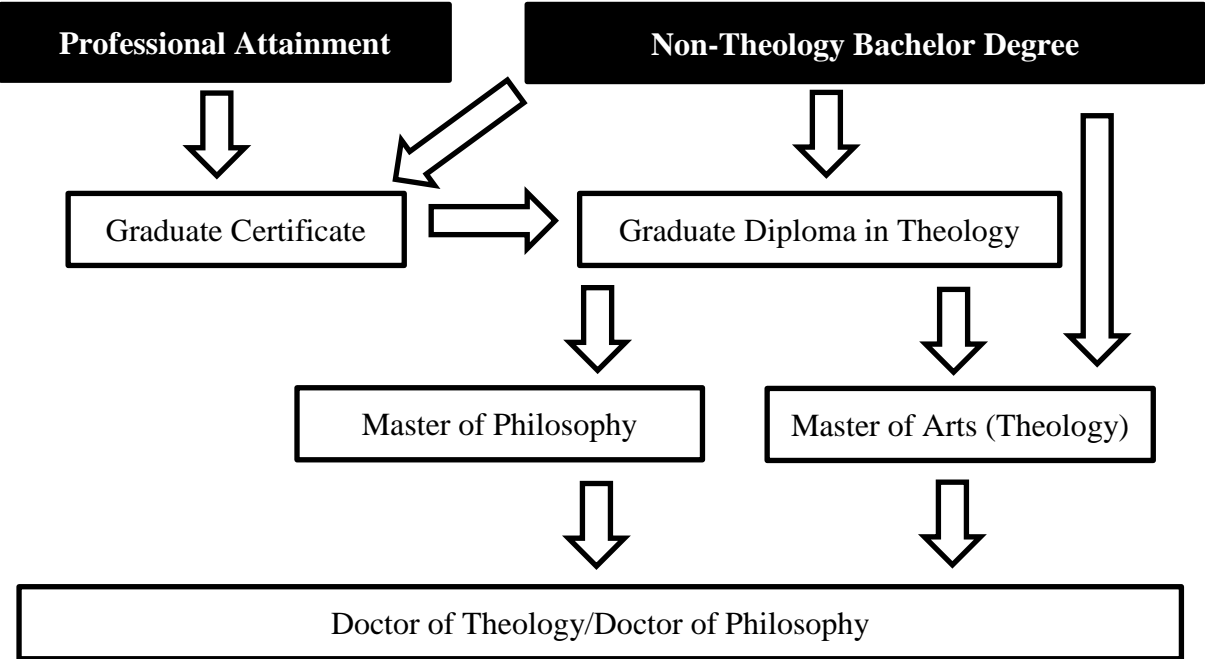 Professional Attainment
Non-Theology Bachelor Degree
Graduate Certificate
Graduate Diploma in Theology
Master of Philosophy
Master of Arts (Theology)
Doctor of Theology/Doctor of Philosophy